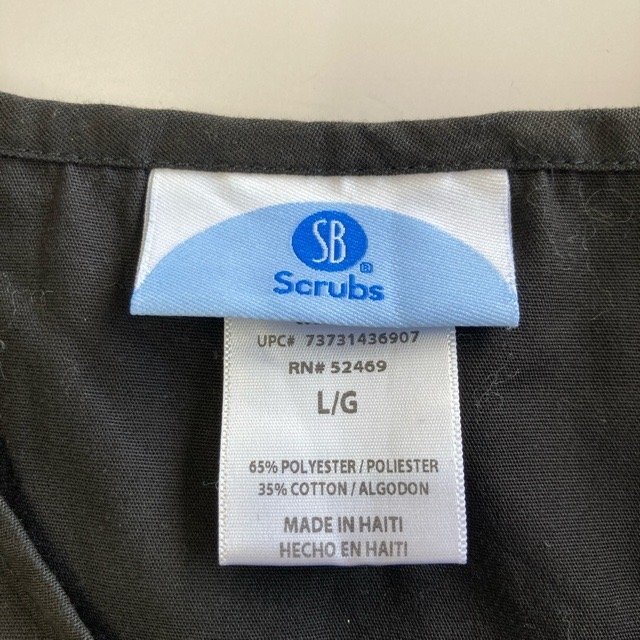 SB
®
Scrubs
UPC# 73731436907
RN# 52469
L/G
65% POLYESTER / POLIESTER
35% COTTON / ALGODON
MADE IN HAITI
HECHO EN HAITI